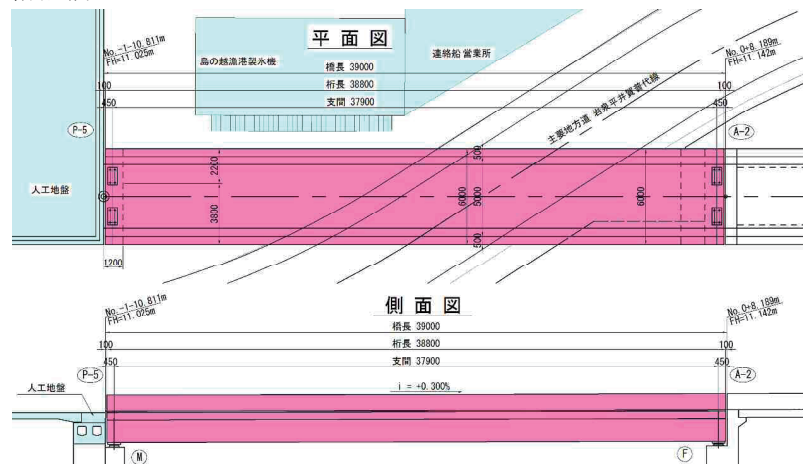 平面図
No.-1-10.811m
FH=11.025m
No.0+8.189m
FH=11.142m
島の越漁港製氷機
連絡船営業所
橋長 39000
桁長 38800
支間 37900
100
100
450
450
P-5
A-2
主要地方道 岩泉平井賀普代線
人工地盤
2200
3800
500
6000
5000
500
6000
1200
側面図
No.-1-10.811m
FH=11.025m
No.0+8.189m
FH=11.142m
橋長 39000
桁長 38800
支間 37900
100
100
450
450
P-5
A-2
人工地盤
i = +0.300%
M
F